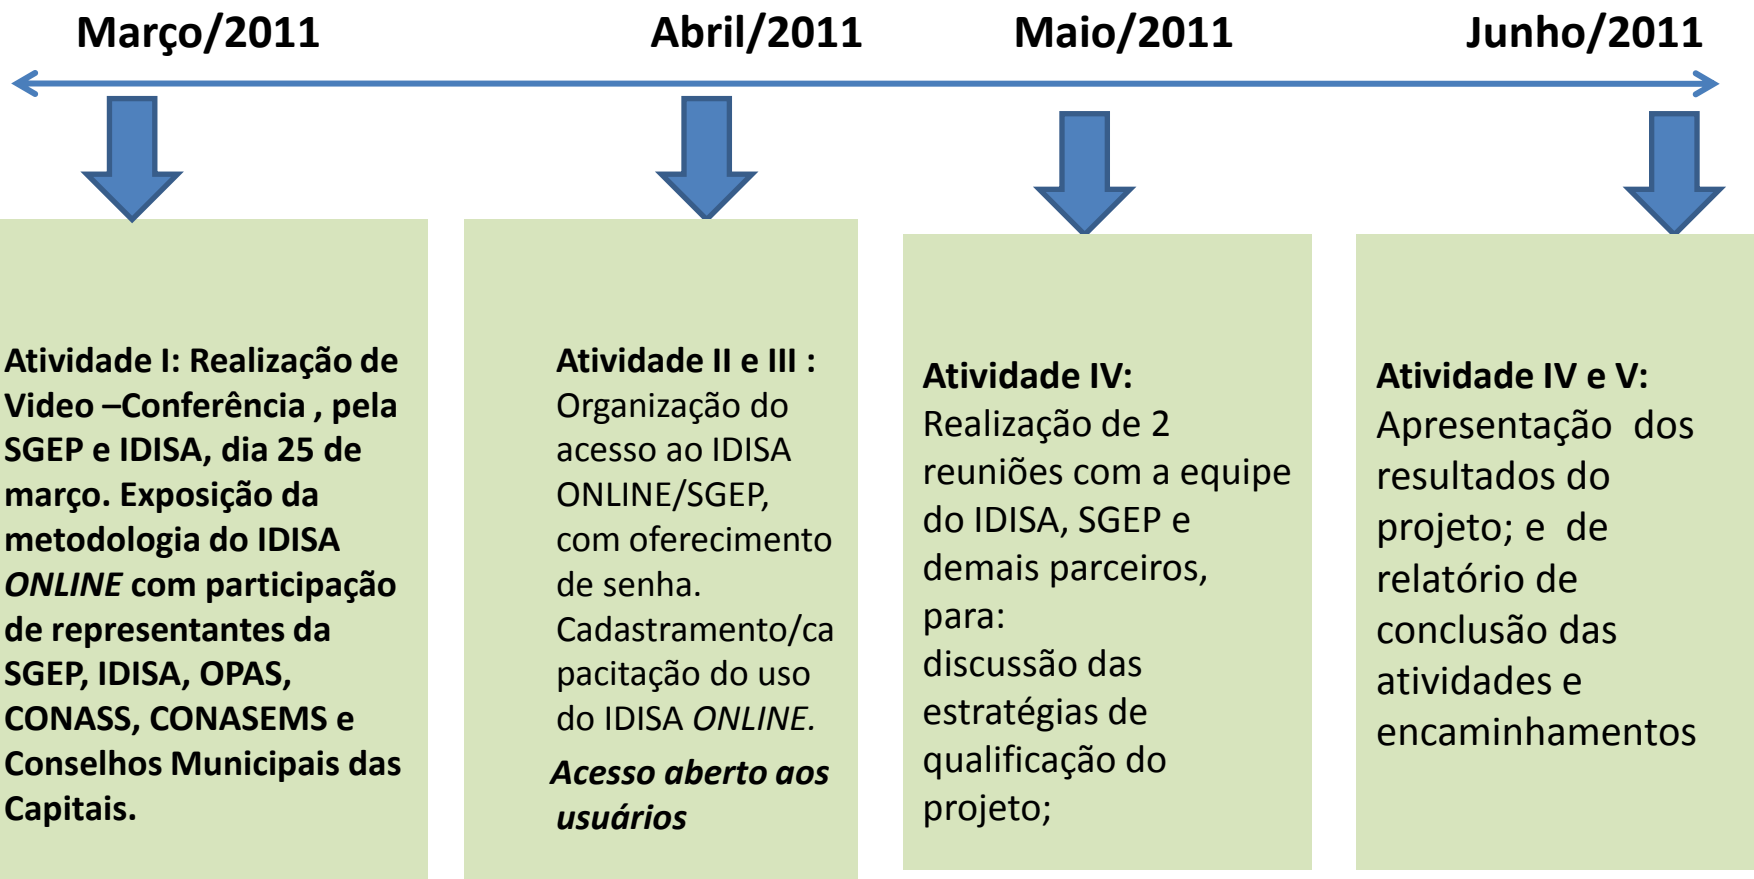 Março/2011
Abril/2011
Maio/2011
Junho/2011
Atividade I: Realização de
Video –Conferência , pela
SGEP e IDISA, dia 25 de
março. Exposição da
metodologia do IDISA
ONLINE com participação
de representantes da
SGEP, IDISA, OPAS,
CONASS, CONASEMS e
Conselhos Municipais das
Capitais.
Atividade II e III :
Organização do
acesso ao IDISA
ONLINE/SGEP,
com oferecimento
de senha.
Cadastramento/ca
pacitação do uso
do IDISA ONLINE.
Acesso aberto aos
usuários
Atividade IV:
Realização de 2
reuniões com a equipe
do IDISA, SGEP e
demais parceiros,
para:
discussão das
estratégias de
qualificação do
projeto;
Atividade IV e V:
Apresentação dos
resultados do
projeto; e de
relatório de
conclusão das
atividades e
encaminhamentos